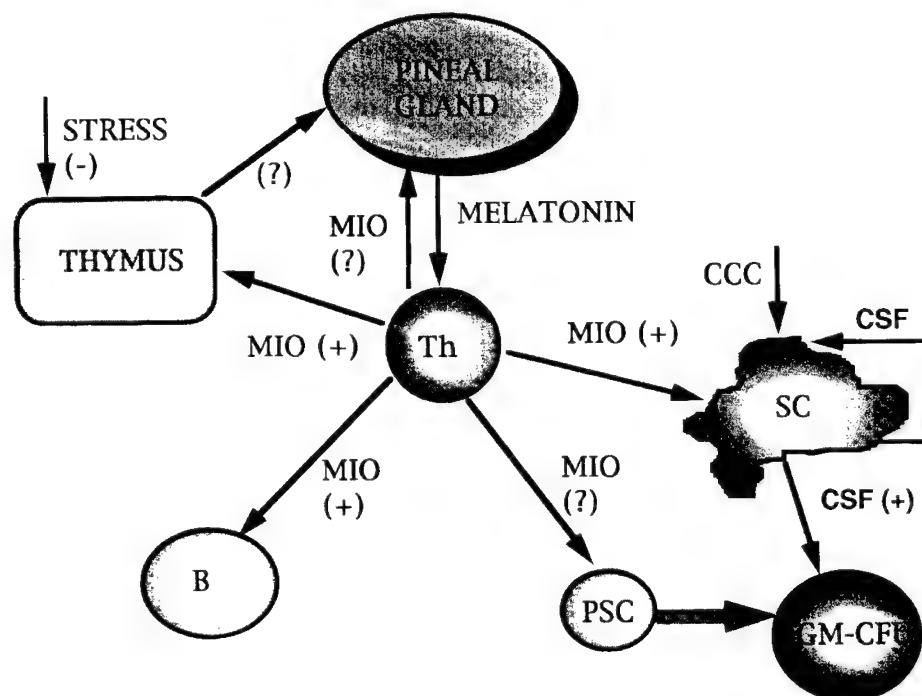 PINEAL
GLAND
STRESS
(-)
(?)
MIO
(?)
MELATONIN
THYMUS
CCC
CSF
MIO (+)
Th
MIO (+)
SC
MIO
(+)
MIO
(?)
CSF (+)
B
PSC
GM-CFU